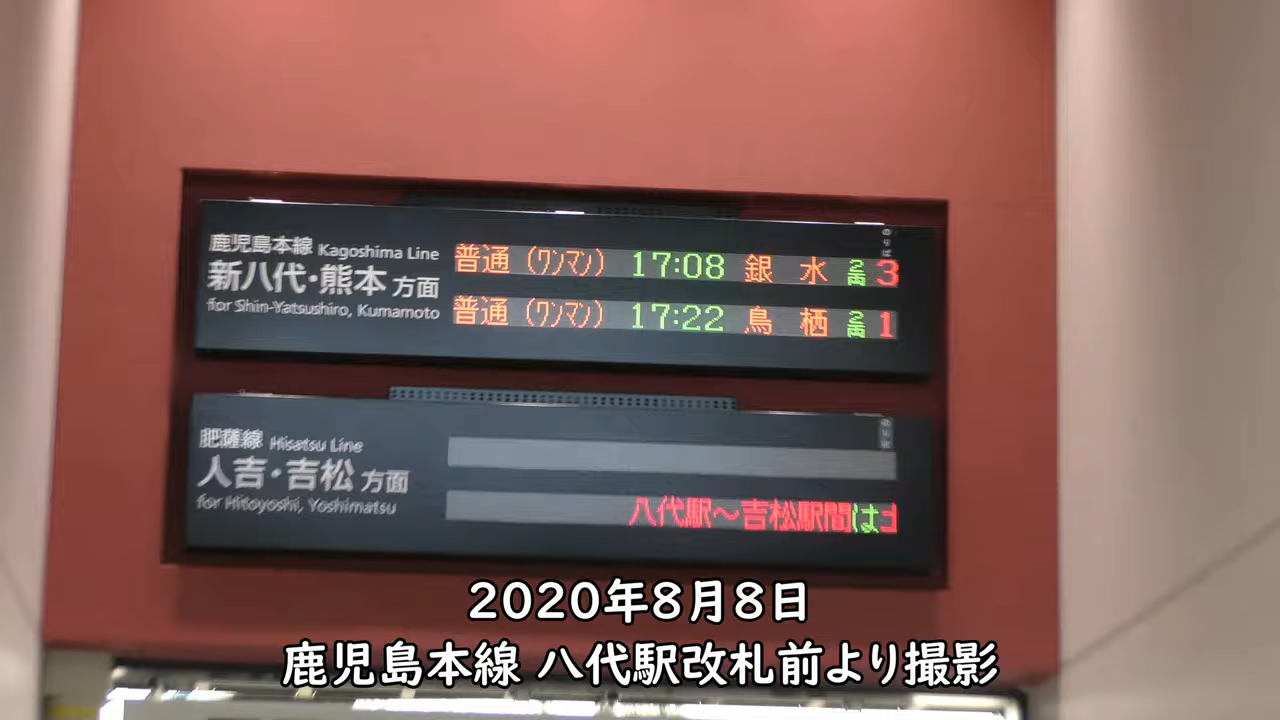 のりば
鹿児島本線 Kagoshima Line
新八代・熊本 方面
for Shin-Yatsushiro, Kumamoto
普通 (ワンマン) 17:08 銀 水 2両 3
普通 (ワンマン) 17:22 鳥 栖 2両 1
肥薩線 Hisatsu Line
人吉・吉松 方面
for Hitoyoshi, Yoshimatsu
八代駅～吉松駅間は
2020年8月8日
鹿児島本線 八代駅改札前より撮影